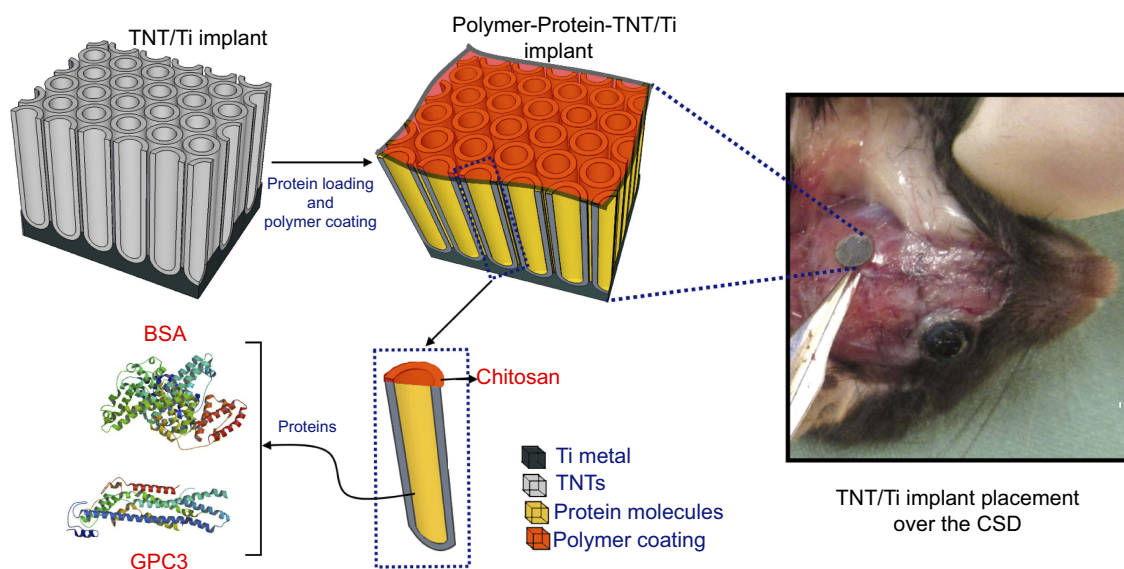 TNT/Ti implant
Polymer-Protein-TNT/Ti
implant
Protein loading
and
polymer coating
BSA
Proteins
GPC3
Chitosan
Ti metal
TNTs
Protein molecules
Polymer coating
TNT/Ti implant placement
over the CSD